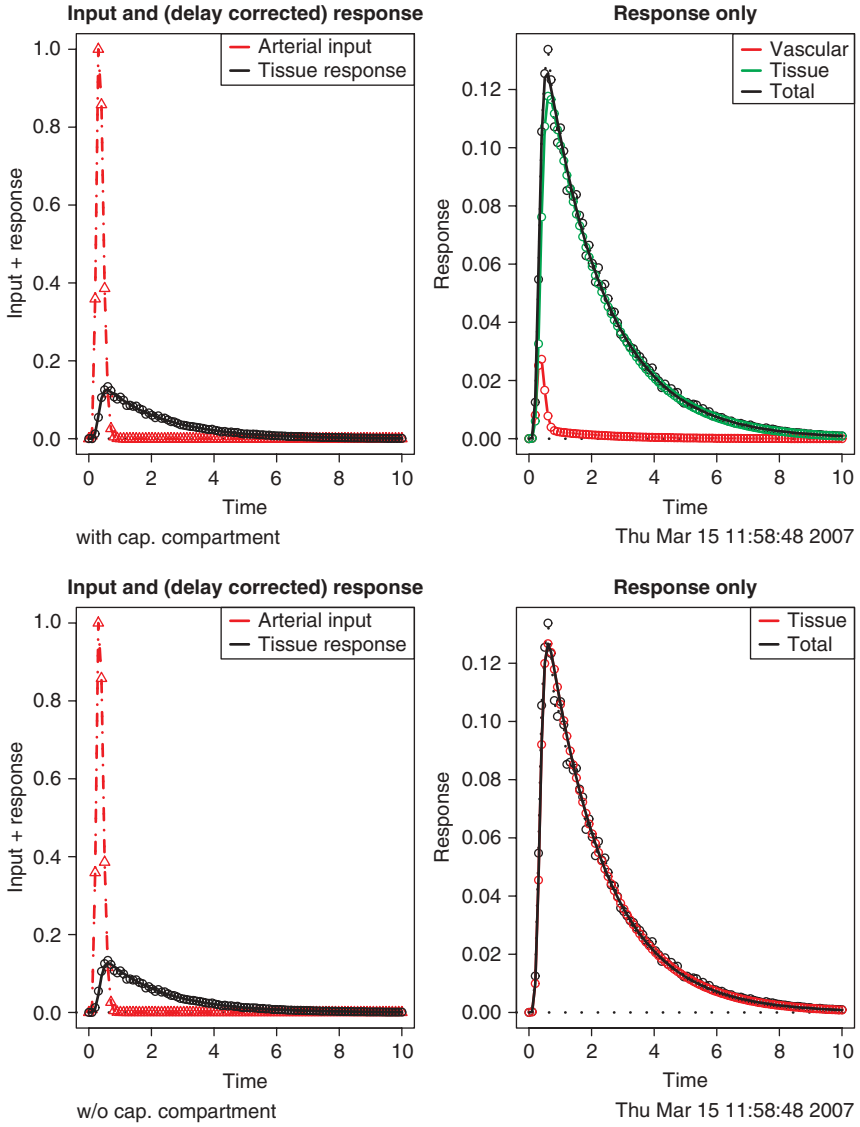 Input and (delay corrected) response
Arterial input
Tissue response
Input + response
1.0
0.8
0.6
0.4
0.2
0.0
0 2 4 6 8 10
Time
with cap. compartment
Response only
Vascular
Tissue
Total
Response
0.12
0.10
0.08
0.06
0.04
0.02
0.00
0 2 4 6 8 10
Time
Thu Mar 15 11:58:48 2007
Input and (delay corrected) response
Arterial input
Tissue response
Input + response
1.0
0.8
0.6
0.4
0.2
0.0
0 2 4 6 8 10
Time
w/o cap. compartment
Response only
Tissue
Total
Response
0.12
0.10
0.08
0.06
0.04
0.02
0.00
0 2 4 6 8 10
Time
Thu Mar 15 11:58:48 2007